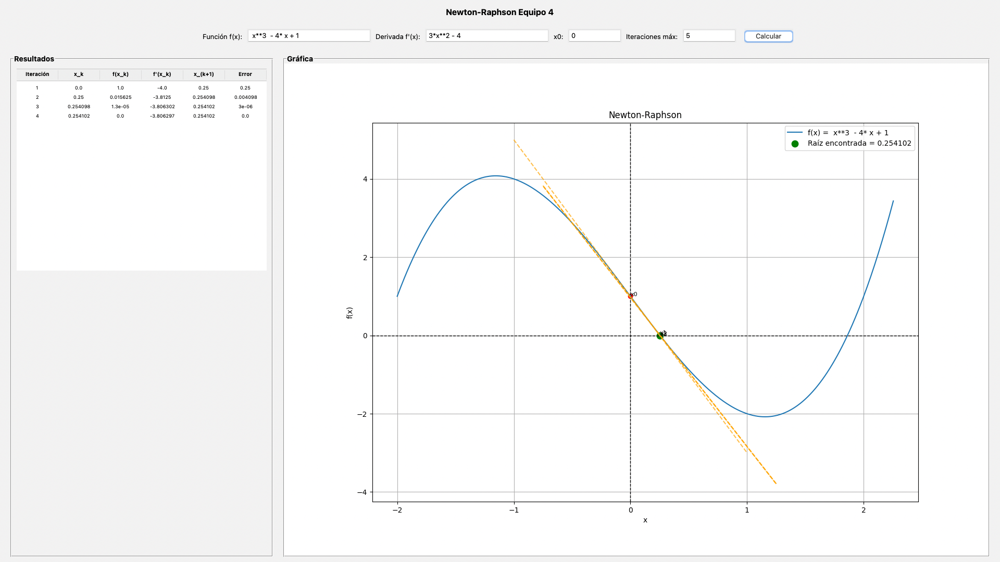 Newton-Raphson Equipo 4
Función f(x): x**3  - 4* x + 1 Derivada f'(x): 3*x**2 - 4 x0: 0 Iteraciones máx: 5 Calcular
Resultados
Iteración x_k f(x_k) f'(x_k) x_(k+1) Error
1 0.0 1.0 -4.0 0.25 0.25
2 0.25 0.015625 -3.8125 0.254098 0.004098
3 0.254098 1.3e-05 -3.806302 0.254102 3e-06
4 0.254102 0.0 -3.806297 0.254102 0.0
Gráfica
Newton-Raphson
f(x) =  x**3  - 4* x + 1
Raíz encontrada = 0.254102
4
2
0
−2
−4
f(x)
x0
−2 −1 0 1 2
x